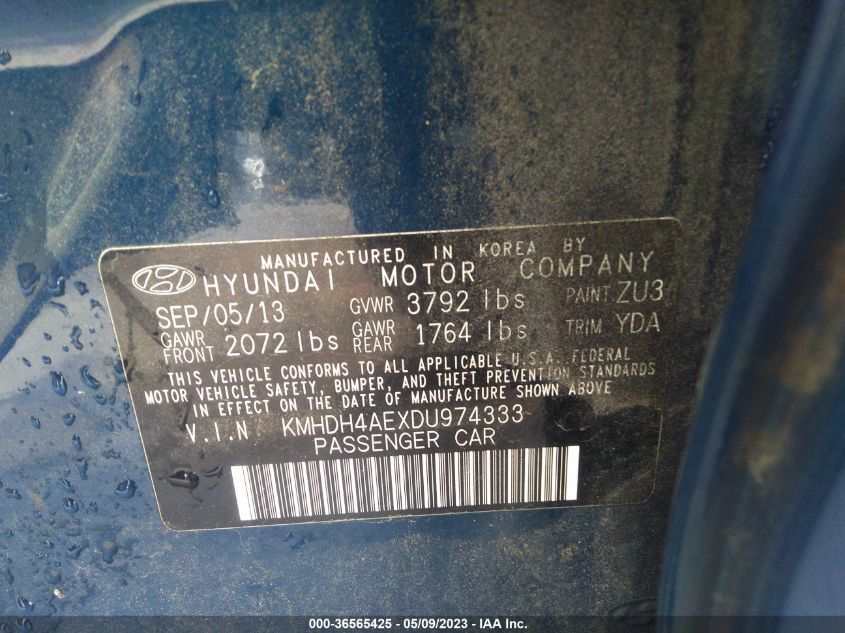 MANUFACTURED IN KOREA BY
HYUNDAI MOTOR COMPANY
SEP/05/13 GVWR 3792 lbs PAINT ZU3
GAWR FRONT 2072 lbs GAWR REAR 1764 lbs TRIM YDA
THIS VEHICLE CONFORMS TO ALL APPLICABLE U.S.A. FEDERAL
MOTOR VEHICLE SAFETY, BUMPER, AND THEFT PREVENTION STANDARDS
IN EFFECT ON THE DATE OF MANUFACTURE SHOWN ABOVE
V.I.N KMHDH4AEXDU974333
PASSENGER CAR
000-36565425 - 05/09/2023 - IAA Inc.